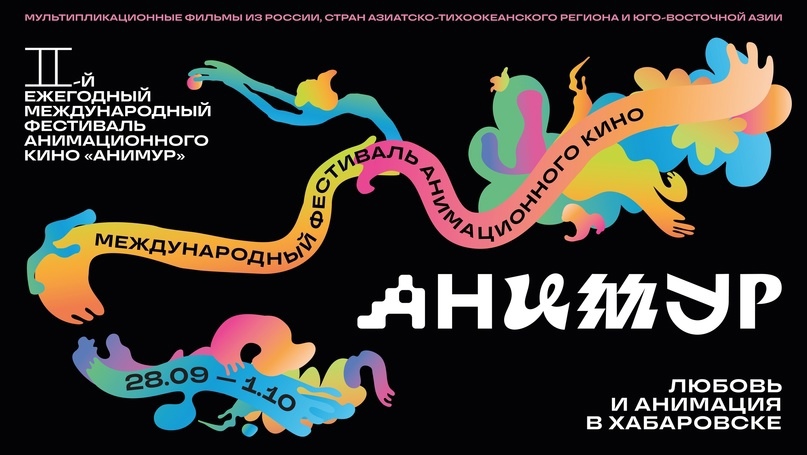 МУЛЬТИПЛИКАЦИОННЫЕ ФИЛЬМЫ ИЗ РОССИИ, СТРАН АЗИАТСКО-ТИХООКЕАНСКОГО РЕГИОНА И ЮГО-ВОСТОЧНОЙ АЗИИ
II-Й
ЕЖЕГОДНЫЙ
МЕЖДУНАРОДНЫЙ
ФЕСТИВАЛЬ
АНИМАЦИОННОГО
КИНО «АНИМУР»
МЕЖДУНАРОДНЫЙ ФЕСТИВАЛЬ АНИМАЦИОННОГО КИНО
АНИМУР
28.09 — 1.10
ЛЮБОВЬ
И АНИМАЦИЯ
В ХАБАРОВСКЕ